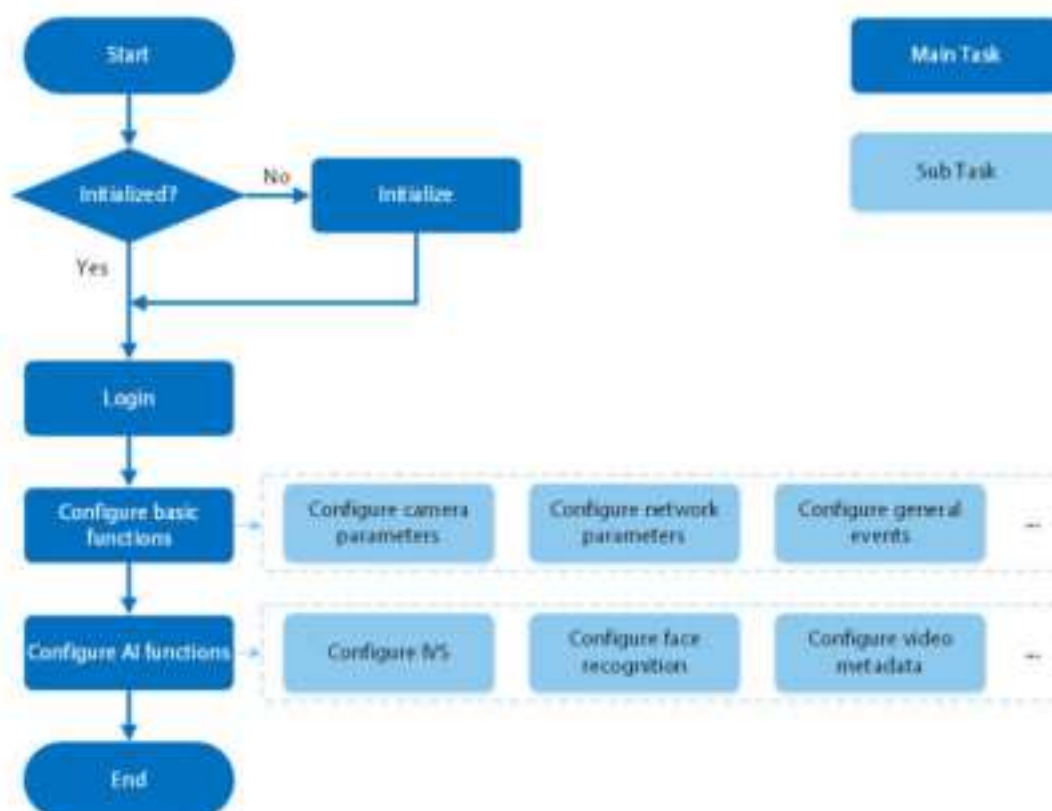 Start
Main Task
Sub Task
Initialized?
No
Initialize
Yes
Login
Configure basic
functions
Configure camera
parameters
Configure network
parameters
Configure general
events
...
Configure AI functions
Configure IVS
Configure face
recognition
Configure video
metadata
...
End